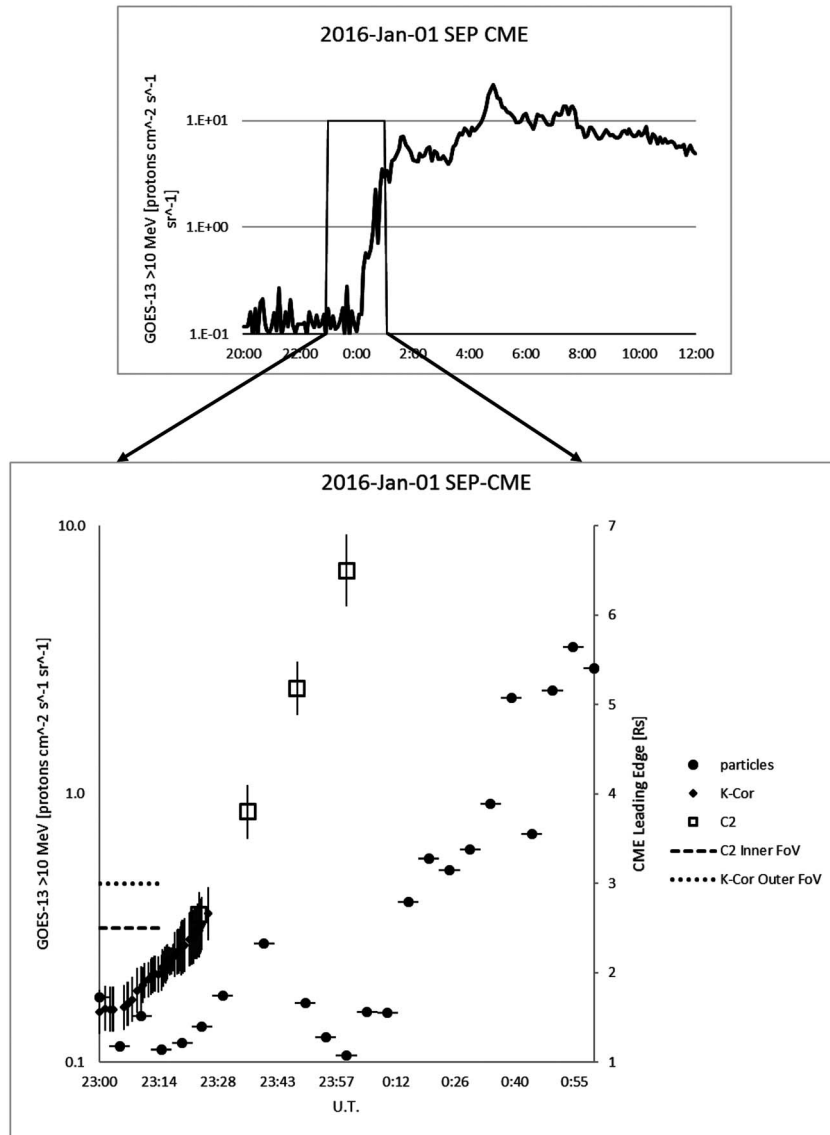 2016-Jan-01 SEP CME
GOES-13 >10 MeV [protons cm^-2 s^-1
sr^-1]
1.E+01
1.E+00
1.E-01
20:00 22:00 0:00 2:00 4:00 6:00 8:00 10:00 12:00
2016-Jan-01 SEP-CME
GOES-13 >10 MeV [protons cm^-2 s^-1 sr^-1]
10.0
1.0
0.1
7
6
5
4
3
2
1
CME Leading Edge [Rs]
23:00 23:14 23:28 23:43 23:57 0:12 0:26 0:40 0:55
U.T.
particles
K-Cor
C2
C2 Inner FoV
K-Cor Outer FoV